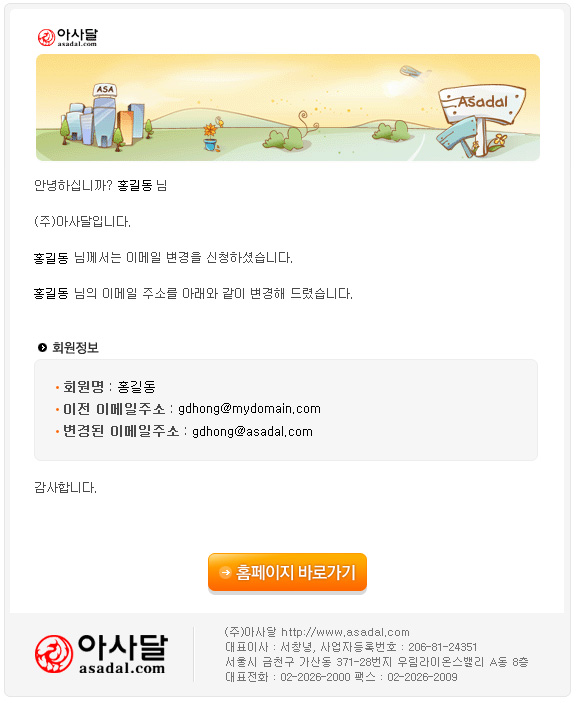 아사달
asadal.com
ASA
Asadal
안녕하십니까? 홍길동 님
(주)아사달입니다.
홍길동 님께서는 이메일 변경을 신청하셨습니다.
홍길동 님의 이메일 주소를 아래와 같이 변경해 드렸습니다.
회원정보
회원명 : 홍길동
이전 이메일주소 : gdhong@mydomain.com
변경된 이메일주소 : gdhong@asadal.com
감사합니다.
홈페이지 바로가기
아사달
asadal.com
(주)아사달 http://www.asadal.com
대표이사 : 서창녕, 사업자등록번호 : 206-81-24351
서울시 금천구 가산동 371-28번지 우림라이온스밸리 A동 8층
대표전화 : 02-2026-2000 팩스 : 02-2026-2009